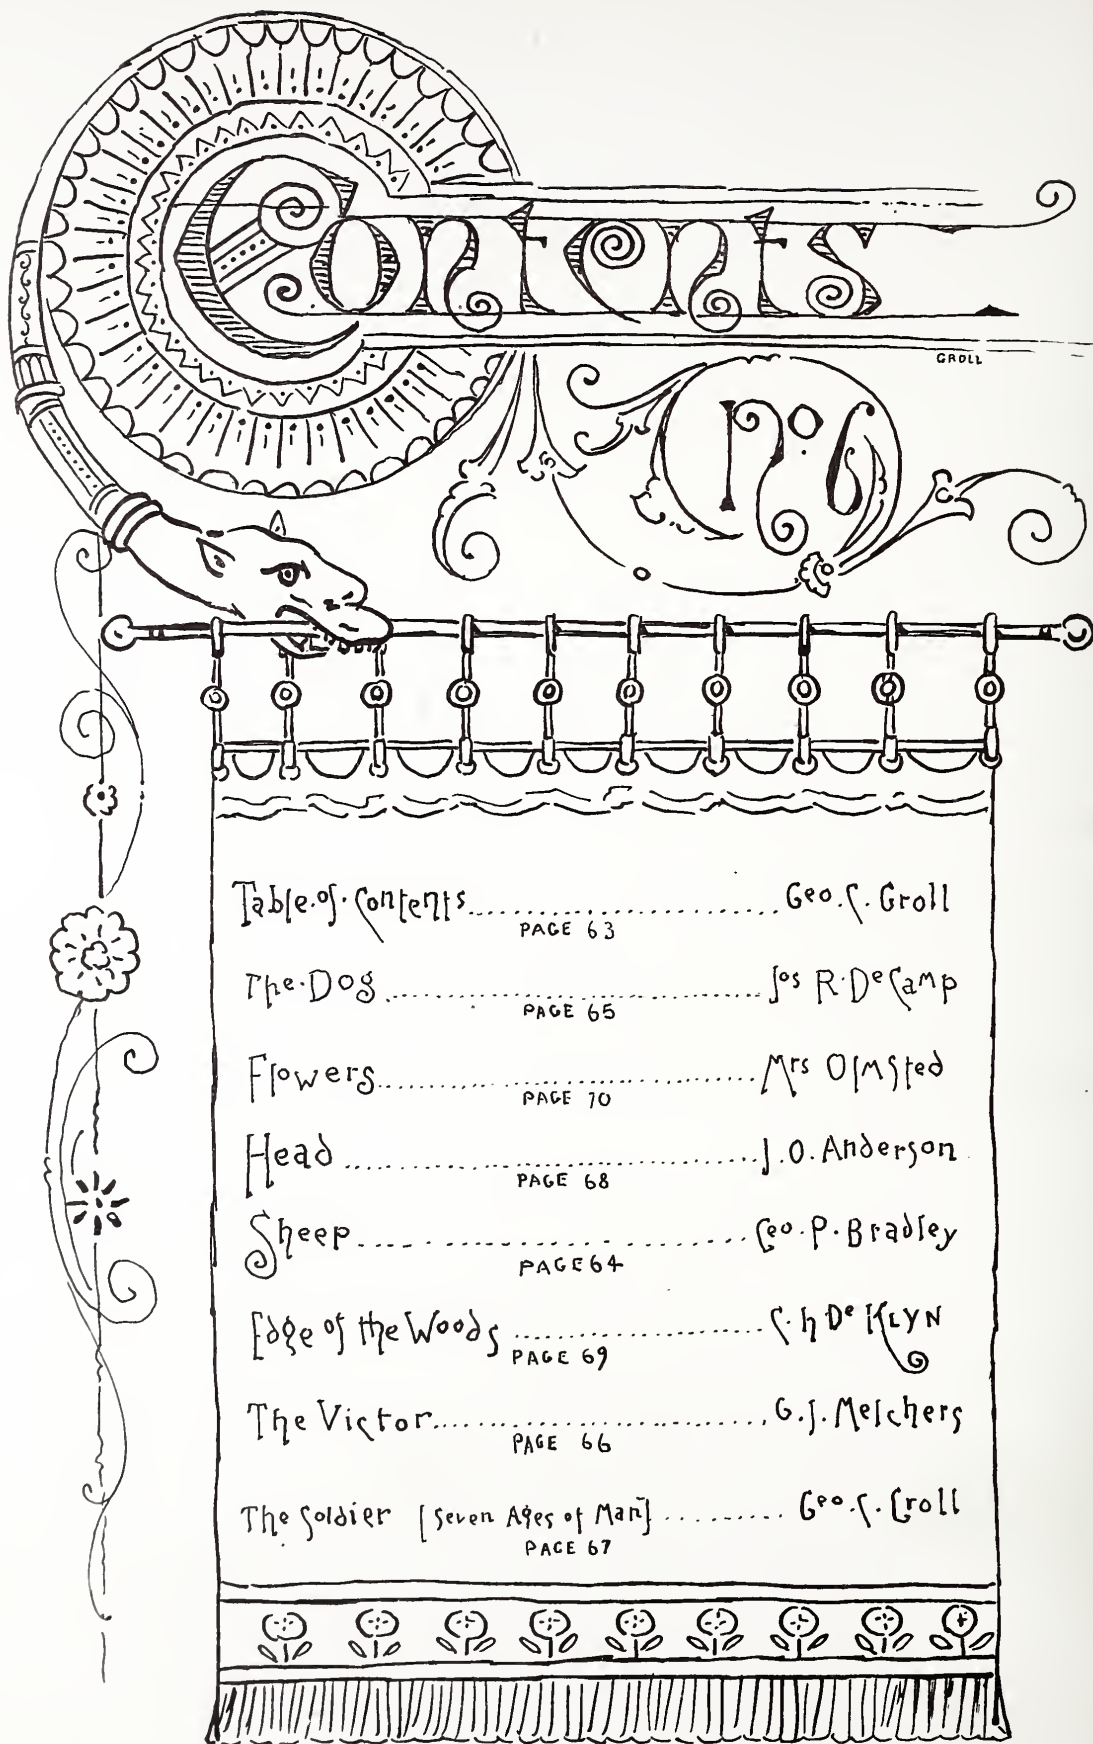 Contents
GROLL
No 6
Table.of.Contents........................Geo.C.Groll
PAGE 63
The.Dog........................Jos R.DeCamp
PAGE 65
Flowers........................Mrs Olmsted
PAGE 70
Head........................J.O.Anderson
PAGE 68
Sheep........................Geo.P.Bradley
PAGE 64
Edge of the Woods........................C.H De KLYN
PAGE 69
The Victor........................G.J.Melchers
PAGE 66
The Soldier [Seven Ages of Man]..........Geo.C.Groll
PAGE 67